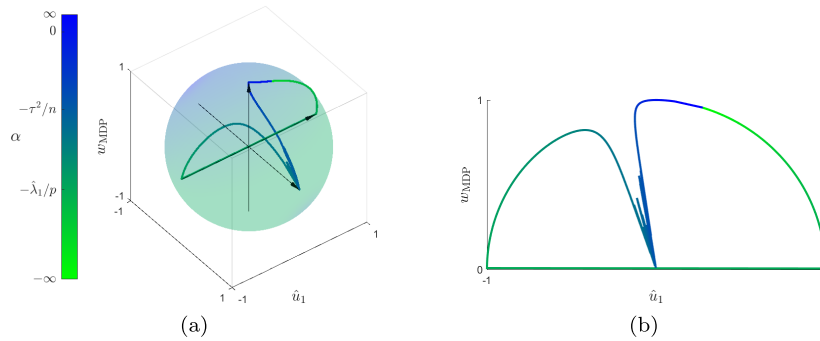 ∞
0
−τ²/n
α
−λ̂₁/p
−∞
1
w_MDP
-1
-1
1
-1
û₁
1
(a)
1
w_MDP
0
-1
û₁
(b)